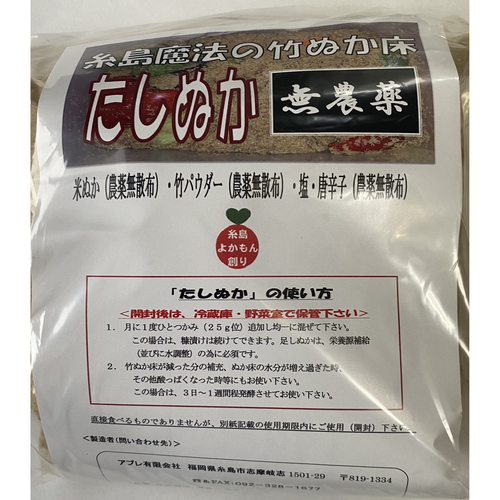 糸島魔法の竹ぬか床
たしぬか
無農薬
米ぬか(農薬無散布)・竹パウダー(農薬無散布)・塩・唐辛子(農薬無散布)
糸島
よかもん
創り
「たしぬか」の使い方
<開封後は、冷蔵庫・野菜室で保管下さい>
1. 月に1度ひとつかみ(25g位)追加し均一に混ぜて下さい。
この場合は、糠漬けは続けてできます。足しぬかは、栄養源補給
(並びに水調整)の為に必須です。
2. 竹ぬか床が減った分の補充、ぬか床の水分が増え過ぎた時、
その他酸っぱくなった時等にもお使い下さい。
この場合は、3日~1週間程発酵させてお使い下さい。
直接食べるものでありませんが、別紙記載の使用期限内にご使用(開封)下さい。
<製造者(問い合わせ先)>
アプレ有限会社 福岡県糸島市志摩岐志1501-29 〒819-1334
&FAX:092-328-1677